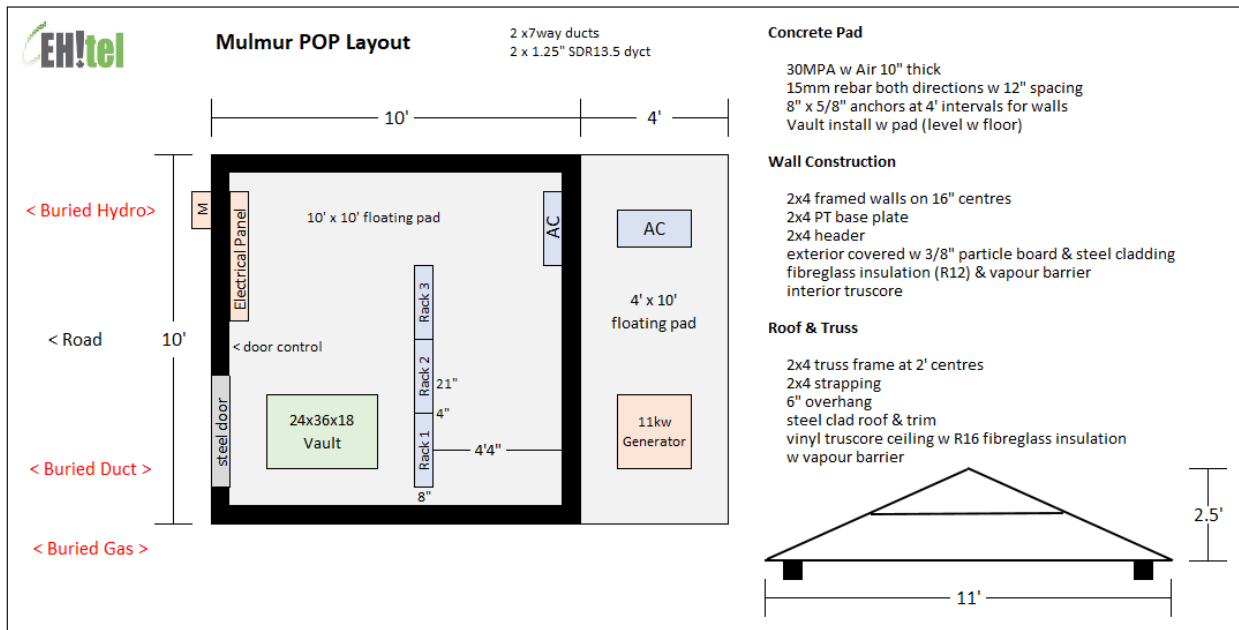 EH!tel
Mulmur POP Layout
2 x7way ducts
2 x 1.25" SDR13.5 dyct
10'
4'
< Buried Hydro>
M
Electrical Panel
10' x 10' floating pad
AC
AC
4' x 10'
floating pad
< Road
10'
< door control
Rack 3
Rack 2
21"
4"
Rack 1
4'4"
8"
steel door
24x36x18
Vault
11kw
Generator
< Buried Duct >
< Buried Gas >
Concrete Pad
30MPA w Air 10" thick
15mm rebar both directions w 12" spacing
8" x 5/8" anchors at 4' intervals for walls
Vault install w pad (level w floor)
Wall Construction
2x4 framed walls on 16" centres
2x4 PT base plate
2x4 header
exterior covered w 3/8" particle board & steel cladding
fibreglass insulation (R12) & vapour barrier
interior truscore
Roof & Truss
2x4 truss frame at 2' centres
2x4 strapping
6" overhang
steel clad roof & trim
vinyl truscore ceiling w R16 fibreglass insulation
w vapour barrier
2.5'
11'